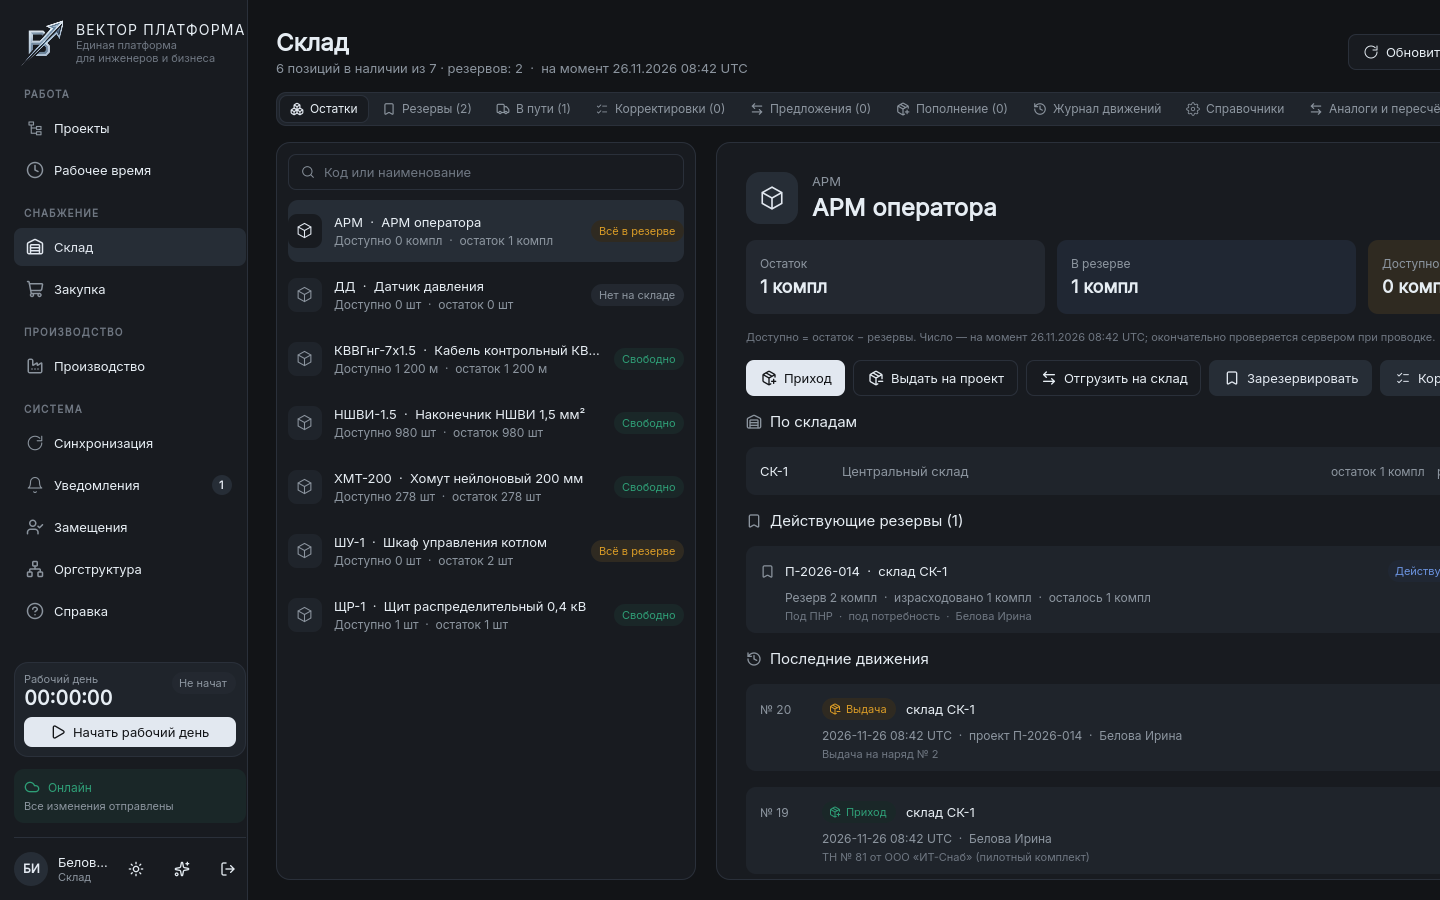 ВЕКТОР ПЛАТФОРМА
Единая платформа
для инженеров и бизнеса
РАБОТА
Проекты
Рабочее время
СНАБЖЕНИЕ
Склад
Закупка
ПРОИЗВОДСТВО
Производство
СИСТЕМА
Синхронизация
Уведомления 1
Замещения
Оргструктура
Справка
Рабочий день
Не начат
00:00:00
Начать рабочий день
Онлайн
Все изменения отправлены
БИ
Белов...
Склад
Склад
6 позиций в наличии из 7 · резервов: 2 · на момент 26.11.2026 08:42 UTC
Обновит
Остатки
Резервы (2)
В пути (1)
Корректировки (0)
Предложения (0)
Пополнение (0)
Журнал движений
Справочники
Аналоги и пересчё
Код или наименование
АРМ · АРМ оператора
Доступно 0 компл · остаток 1 компл
Всё в резерве
ДД · Датчик давления
Доступно 0 шт · остаток 0 шт
Нет на складе
КВВГнг-7х1.5 · Кабель контрольный КВ...
Доступно 1 200 м · остаток 1 200 м
Свободно
НШВИ-1.5 · Наконечник НШВИ 1,5 мм²
Доступно 980 шт · остаток 980 шт
Свободно
ХМТ-200 · Хомут нейлоновый 200 мм
Доступно 278 шт · остаток 278 шт
Свободно
ШУ-1 · Шкаф управления котлом
Доступно 0 шт · остаток 2 шт
Всё в резерве
ЩР-1 · Щит распределительный 0,4 кВ
Доступно 1 шт · остаток 1 шт
Свободно
АРМ
АРМ оператора
Остаток
1 компл
В резерве
1 компл
Доступно
0 комп
Доступно = остаток − резервы. Число — на момент 26.11.2026 08:42 UTC; окончательно проверяется сервером при проводке.
Приход
Выдать на проект
Отгрузить на склад
Зарезервировать
Кор
По складам
СК-1 Центральный склад остаток 1 компл р
Действующие резервы (1)
П-2026-014 · склад СК-1
Действу
Резерв 2 компл · израсходовано 1 компл · осталось 1 компл
Под ПНР · под потребность · Белова Ирина
Последние движения
№ 20 Выдача склад СК-1
2026-11-26 08:42 UTC · проект П-2026-014 · Белова Ирина
Выдача на наряд № 2
№ 19 Приход склад СК-1
2026-11-26 08:42 UTC · Белова Ирина
ТН № 81 от ООО «ИТ-Снаб» (пилотный комплект)